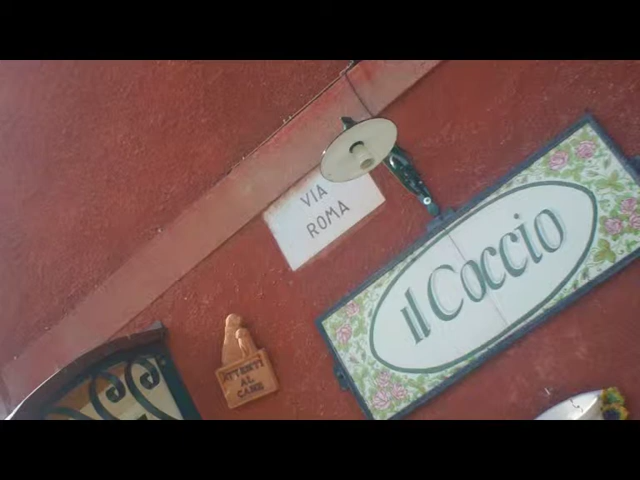 VIA
ROMA
Il Coccio
ATTENTI
AL
CANE